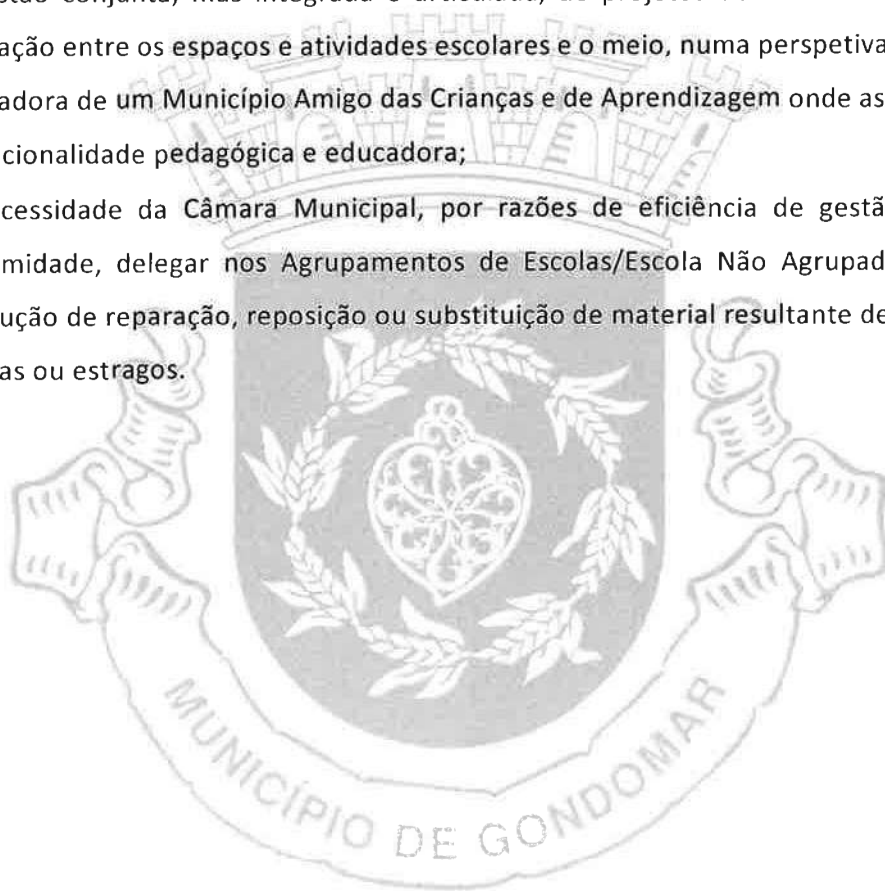 ação entre os espaços e atividades escolares e o meio, numa perspetiva
adora de um Município Amigo das Crianças e de Aprendizagem onde as
cionalidade pedagógica e educadora;
cessidade da Câmara Municipal, por razões de eficiência de gestã
midade, delegar nos Agrupamentos de Escolas/Escola Não Agrupad
ução de reparação, reposição ou substituição de material resultante de
as ou estragos.
MUNICÍPIO DE GONDOMAR